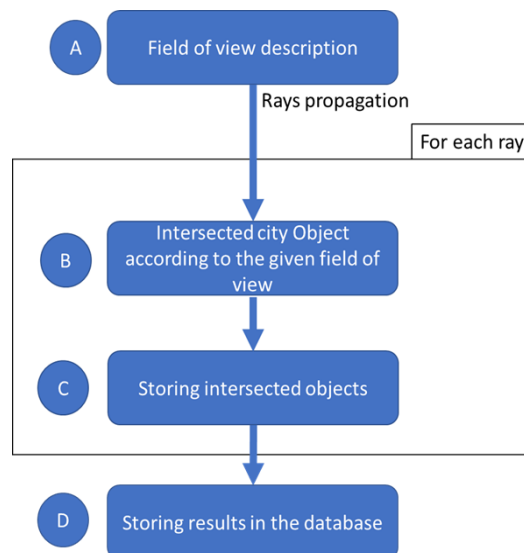 A
Field of view description
Rays propagation
For each ray
B
Intersected city Object
according to the given field of
view
C
Storing intersected objects
D
Storing results in the database